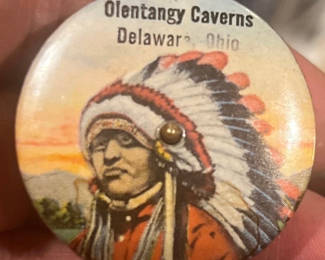 Olentangy Caverns
Delaware, Ohio